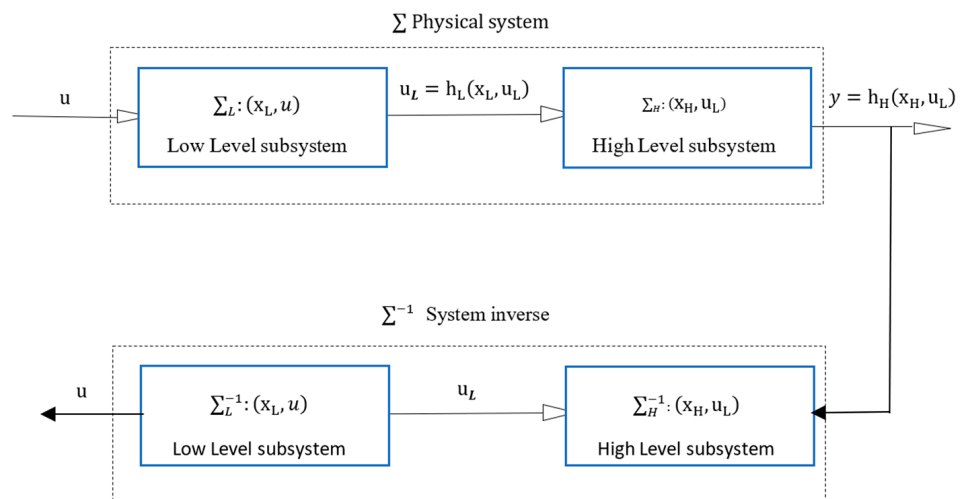 ∑ Physical system
u
∑L: (xL, u)
Low Level subsystem
uL = hL(xL, uL)
∑H: (xH, uL)
High Level subsystem
y = hH(xH, uL)
∑⁻¹ System inverse
u
∑L⁻¹: (xL, u)
Low Level subsystem
uL
∑H⁻¹: (xH, uL)
High Level subsystem